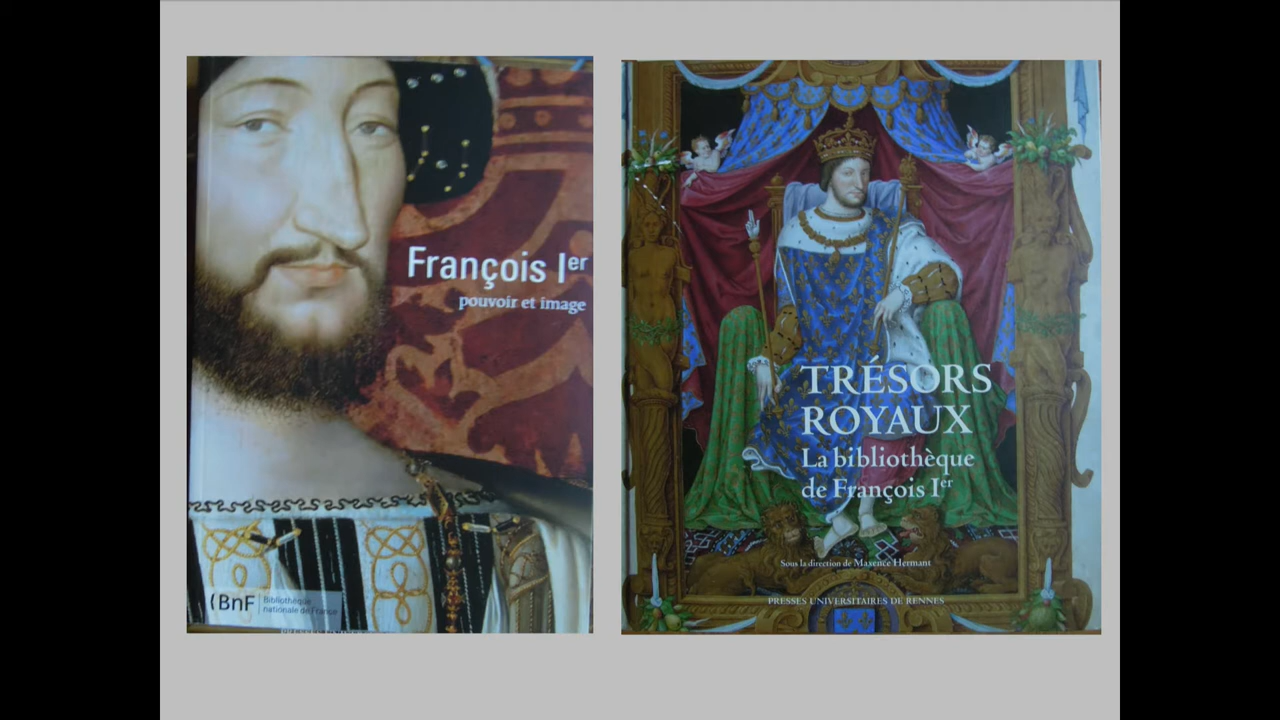 François Iᵉʳ
pouvoir et image
(BnF
Bibliothèque
nationale de France
TRÉSORS
ROYAUX
La bibliothèque
de François Iᵉʳ
Sous la direction de Maxence Hermant
PRESSES UNIVERSITAIRES DE RENNES